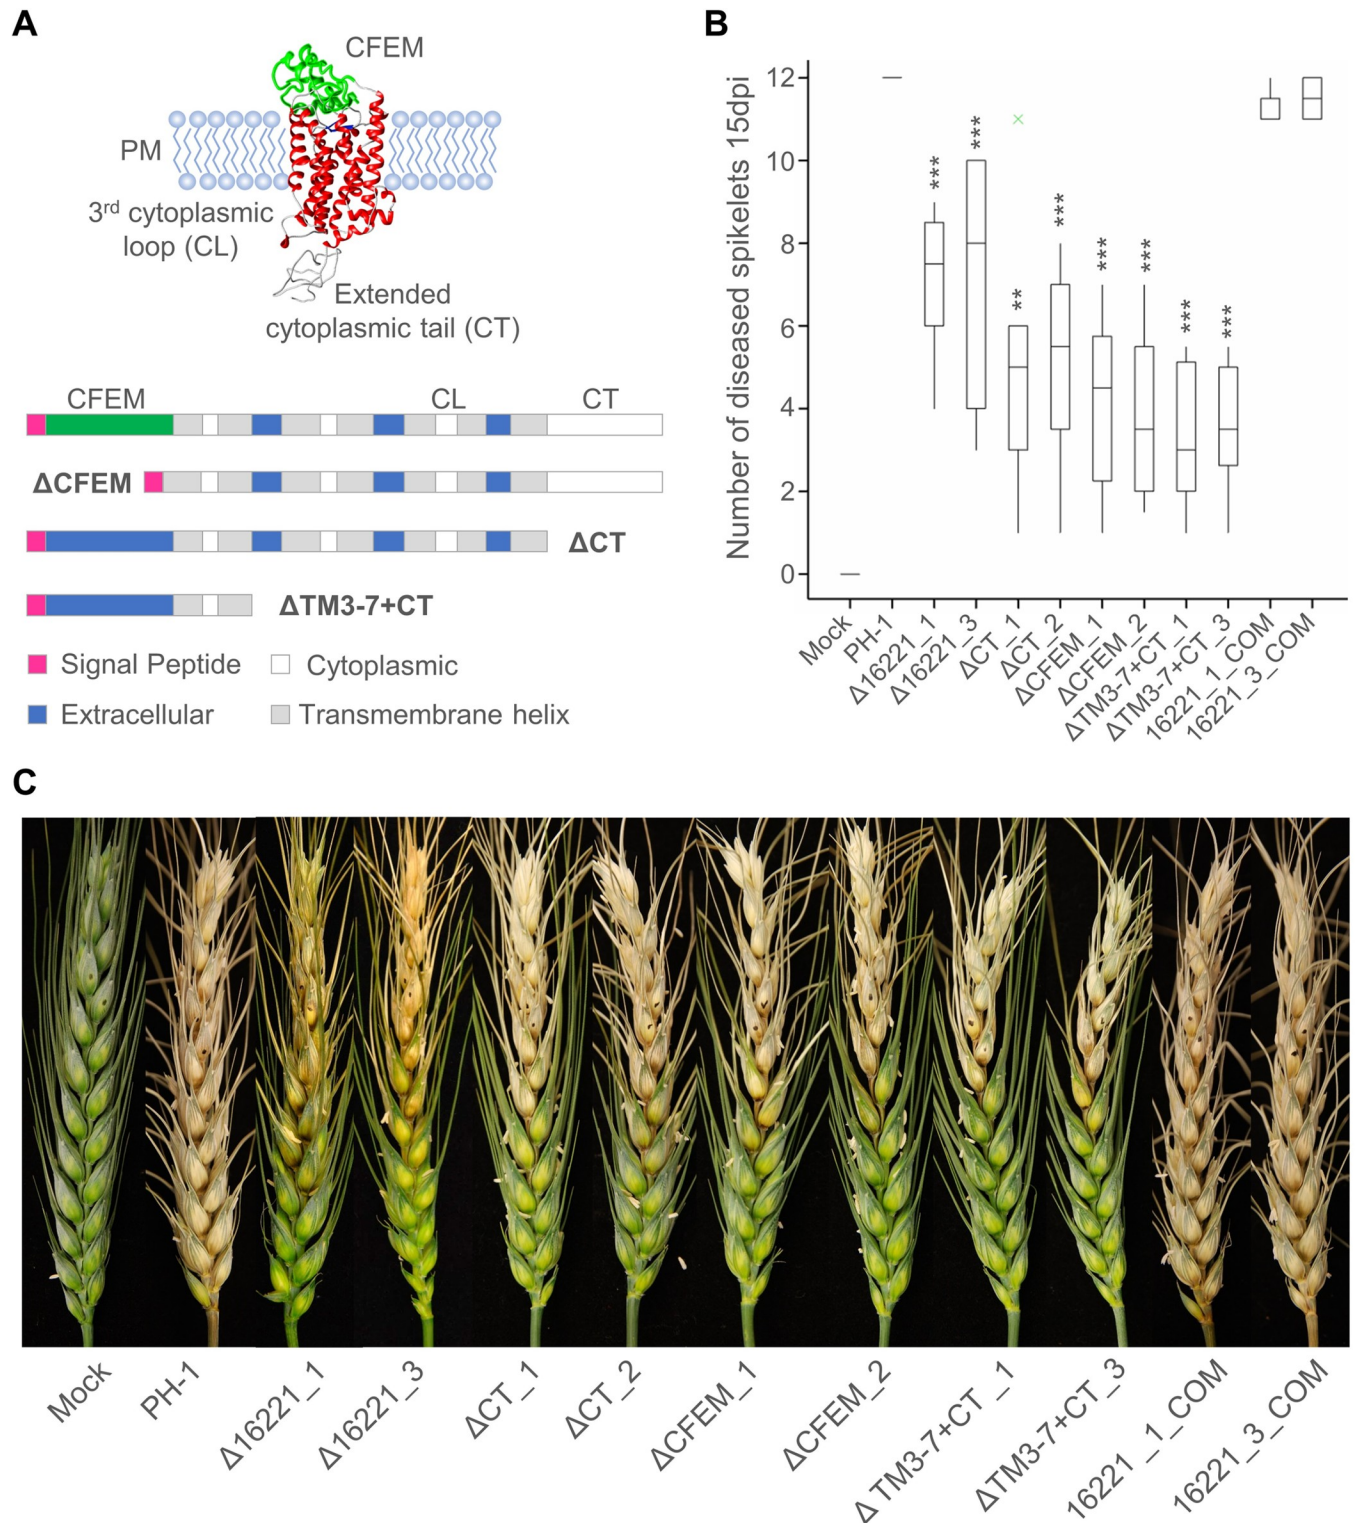 A
CFEM
PM
3rd cytoplasmic
loop (CL)
Extended
cytoplasmic tail (CT)
CFEM
CL
CT
ΔCFEM
ΔCT
ΔTM3-7+CT
Signal Peptide
Cytoplasmic
Extracellular
Transmembrane helix
B
Number of diseased spikelets 15dpi
12
10
8
6
4
2
0
***
***
**
***
***
***
***
***
Mock
PH-1
Δ16221_1
Δ16221_3
ΔCT_1
ΔCT_2
ΔCFEM_1
ΔCFEM_2
ΔTM3-7+CT_1
ΔTM3-7+CT_3
16221_1_COM
16221_3_COM
C
Mock
PH-1
Δ16221_1
Δ16221_3
ΔCT_1
ΔCT_2
ΔCFEM_1
ΔCFEM_2
Δ TM3-7+CT_1
ΔTM3-7+CT_3
16221 _1_COM
16221_3_COM